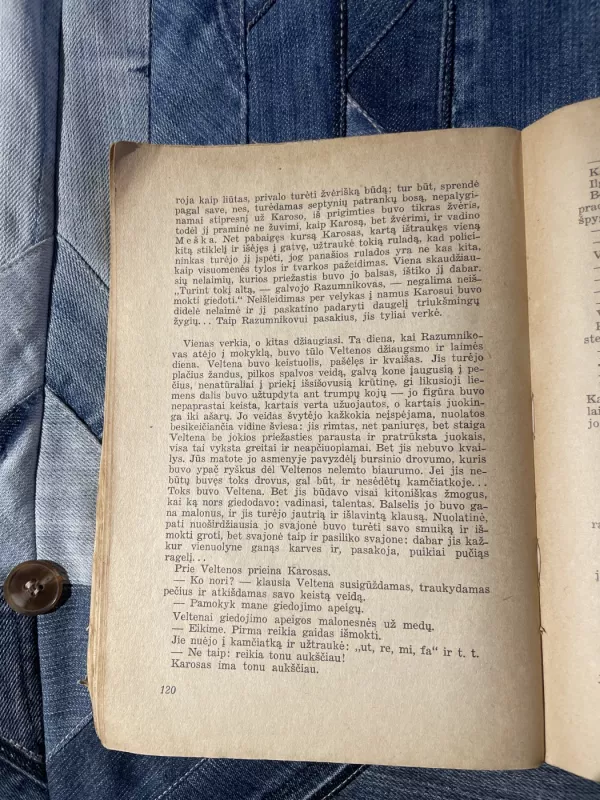 rėja kaip liūtas, privalo turėti žvėrišką būdą: tur būt, sprendė
pagal save, nes, turėdamas septynių patrankų bosą, nepalygi-
namai stipresnį už Karoso, iš prigimties buvo tikras žvėris,
todėl jį praminė ne žuvimi, kaip Karosą, bet žvėrimi, ir vadino
Meška. Net pabaigęs kursą Karosas, kartą ištraukęs vieną
kitą stiklelį ir išėjęs į gatvę, užtraukė tokią ruladą, kad polici-
ninkas turėjo jį įspėti, jog panašios rulados yra ne kas kita,
kaip visuomenės tylos ir tvarkos pažeidimas. Viena skaudžiau-
sių nelaimių, kurios priežastis buvo jo balsas, ištiko jį dabar.
„Turint tokį altą, — galvojo Razumnikovas, — negalima neiš-
mokti giedoti." Neišleidimas per velykas į namus Karosui buvo
didelė nelaimė ir jį paskatino padaryti daugelį triukšmingų
žygių... Taip Razumnikovui pasakius, jis tyliai verkė.
Vienas verkia, o kitas džiaugiasi. Ta diena, kai Razumniko-
vas atėjo į mokyklą, buvo tūlo Veltenos džiaugsmo ir laimės
diena. Veltena buvo keistuolis, pašėlęs ir kvaišas. Jis turėjo
plačius žandus, pilkos spalvos veidą, galvą kone įaugusią į pe-
čius, nenatūraliai į priekį išsišovusią krūtinę, gi likusioji lie-
mens dalis buvo užtupdyta ant trumpų kojų — jo figūra buvo
nepaprastai keista, kartais verta užuojautos, o kartais juokin-
ga iki ašarų. Jo veidas švytėjo kažkokia neįspėjama, nuolatos
besikeičiančia vidine šviesa: jis rimtas, net paniuręs, bet staiga
Veltena be jokios priežasties parausta ir pratrūksta juokais,
visa tai vyksta greitai ir neapčiuopiamai. Bet jis nebuvo kvai-
lys. Jūs matote jo asmenyje pavyzdėlį bursinio drovumo, kuris
buvo ypač ryškus dėl Veltenos nelemto biaurumo. Jei jis ne-
būtų buvęs toks drovus, gal būt, ir nesėdėtų kamčiatkoje...
Toks buvo Veltena. Bet jis būdavo visai kitoniškas žmogus,
kai ką nors giedodavo: vadinasi, talentas. Balselis jo buvo ga-
na malonus, ir jis turėjo jautrią ir išlavintą klausą. Nuolatinė,
pati nuoširdžiausia jo svajonė buvo turėti savo smuiką ir iš-
mokti groti, bet svajonė taip ir pasiliko svajone: dabar jis kaž-
kur vienuolyne ganąs karves ir, pasakoja, puikiai pučiąs
ragelį...
Prie Veltenos prieina Karosas.
— Ko nori? — klausia Veltena susigūždamas, traukydamas
pečius ir atkišdamas savo keistą veidą.
— Pamokyk mane giedojimo apeigų.
Veltenai giedojimo apeigos malonesnės už medų.
— Eikime. Pirma reikia gaidas išmokti.
Jie nuėjo į kamčiatką ir užtraukė: „ut, re, mi, fa" ir t. t.
— Ne taip: reikia tonu aukščiau!
Karosas ima tonu aukščiau.
120